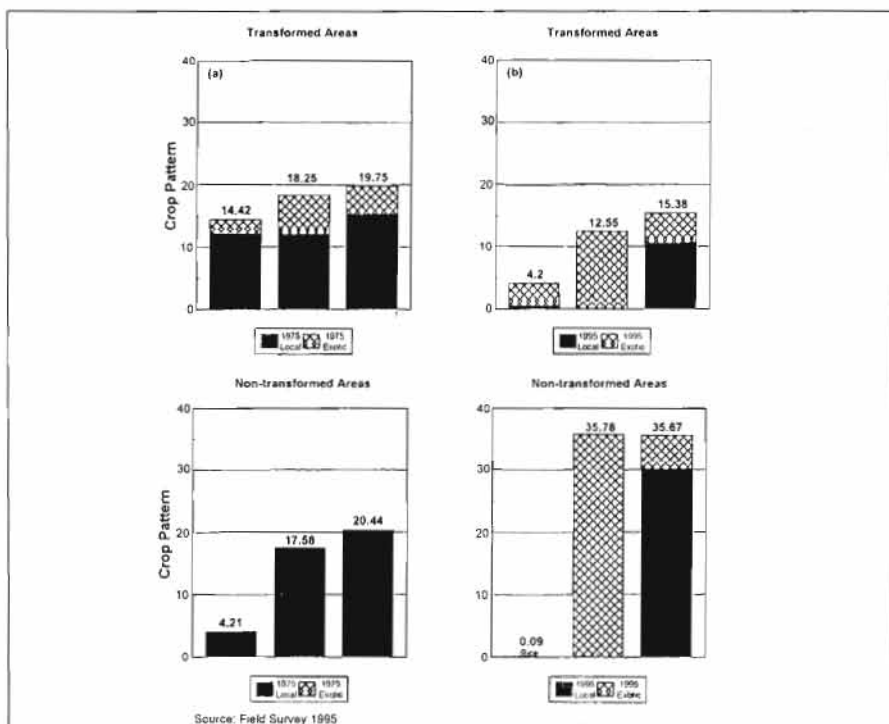 Transformed Areas
Transformed Areas
(a)
(b)
Crop Pattern
40
30
20
10
0
14.42
18.25
19.75
40
30
20
10
0
4.2
12.55
15.38
1975 Local 1975 Exotic
1995 Local 1995 Exotic
Non-transformed Areas
Non-transformed Areas
Crop Pattern
40
30
20
10
0
4.21
17.58
20.44
40
30
20
10
0
0.09
35.78
35.67
1975 Local 1975 Exotic
1995 Local 1995 Exotic
Source: Field Survey 1995